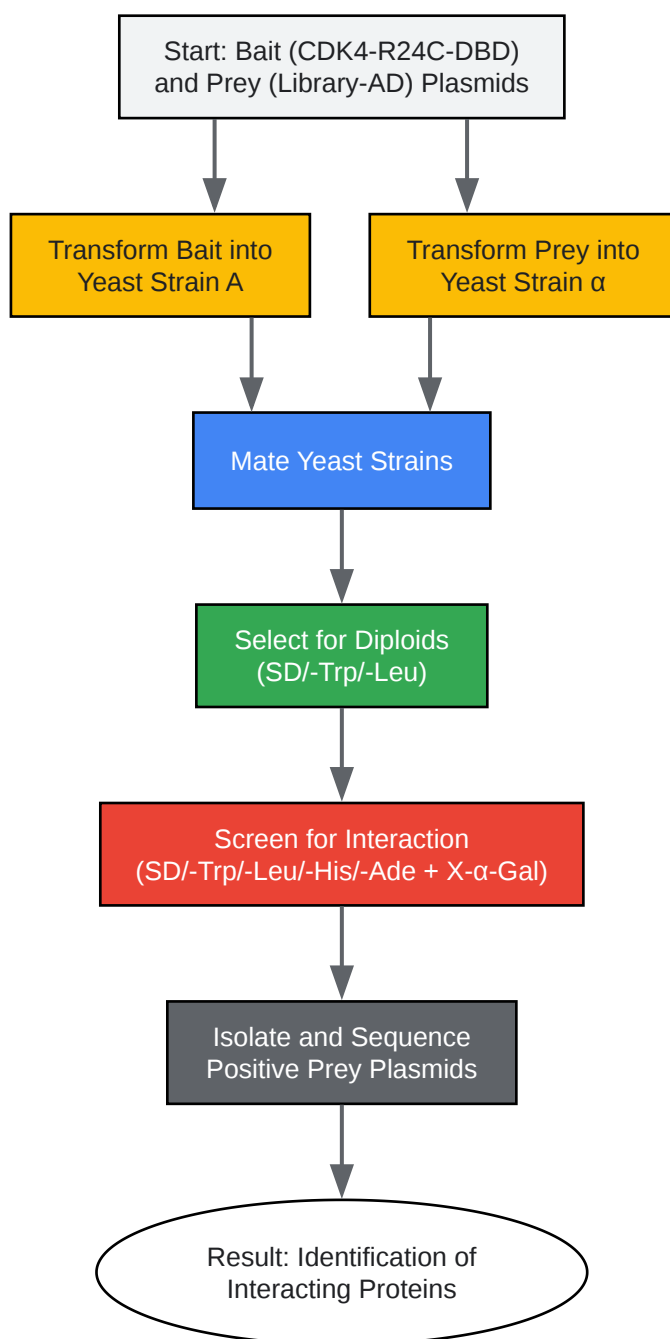 Start: Bait (CDK4-R24C-DBD)
and Prey (Library-AD) Plasmids
Transform Bait into
Yeast Strain A
Transform Prey into
Yeast Strain α
Mate Yeast Strains
Select for Diploids
(SD/-Trp/-Leu)
Screen for Interaction
(SD/-Trp/-Leu/-His/-Ade + X-α-Gal)
Isolate and Sequence
Positive Prey Plasmids
Result: Identification of
Interacting Proteins